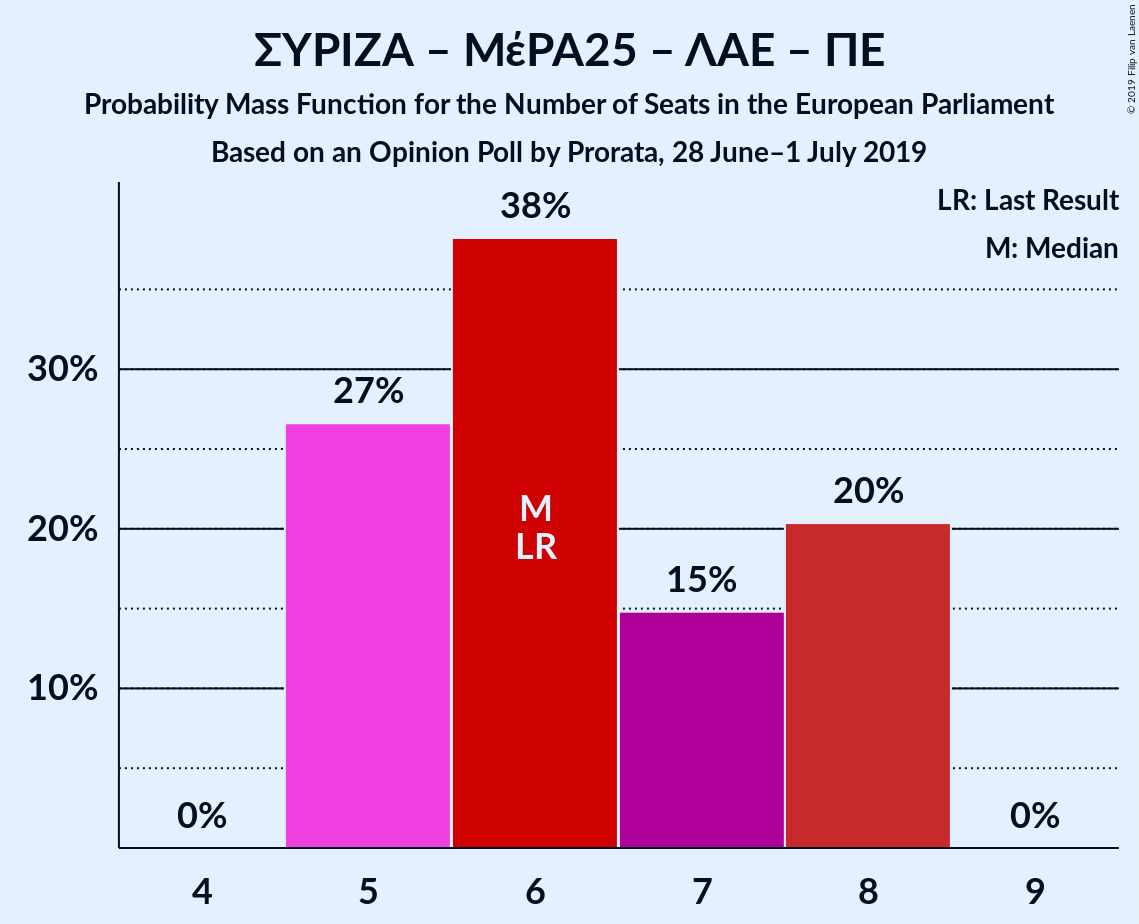 ΣΥΡΙΖΑ – ΜέΡΑ25 – ΛΑΕ – ΠΕ
Probability Mass Function for the Number of Seats in the European Parliament
Based on an Opinion Poll by Prorata, 28 June–1 July 2019
© 2019 Filip van Laenen
LR: Last Result
M: Median
38%
30%
27%
20%
20%
15%
10%
0%
0%
M
LR
4 5 6 7 8 9